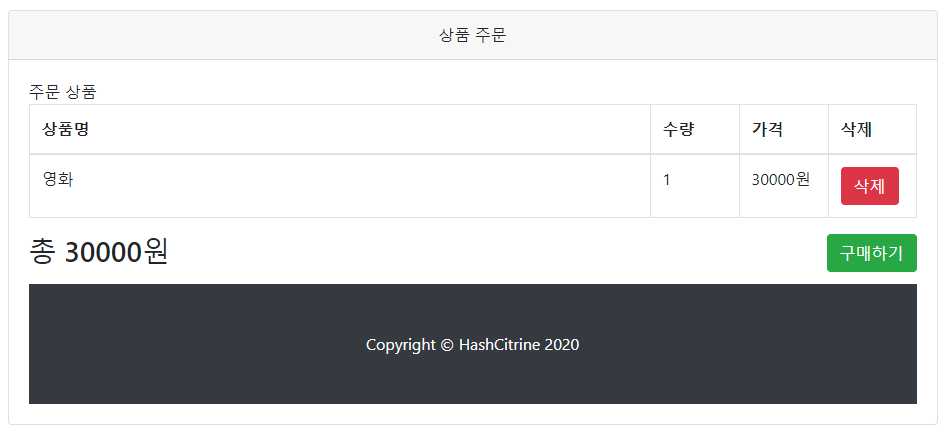 상품 주문
주문 상품
상품명 수량 가격 삭제
영화 1 30000원 삭제
총 30000원 구매하기
Copyright © HashCitrine 2020